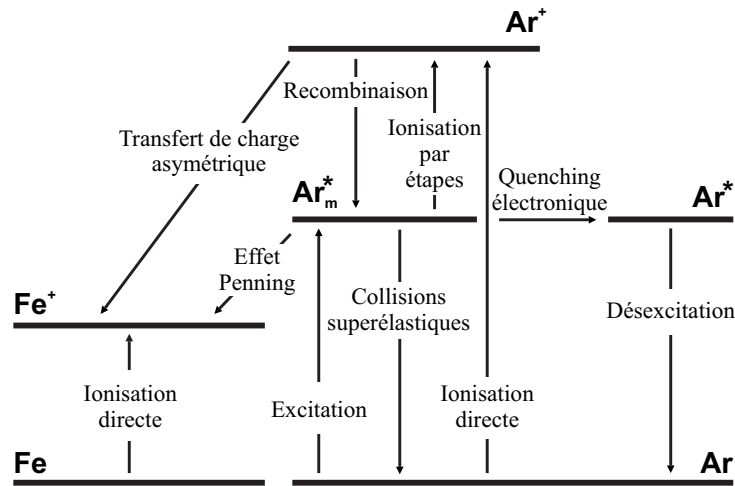 Ar+
Recombinaison
Transfert de charge
asymétrique
Ionisation
par
étapes
Quenching
électronique
Ar*m
Ar*
Effet
Penning
Fe+
Collisions
superélastiques
Désexcitation
Ionisation
directe
Excitation
Ionisation
directe
Fe
Ar